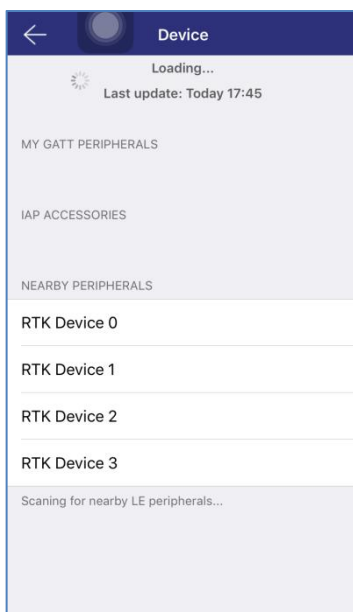 Device
Loading...
Last update: Today 17:45
MY GATT PERIPHERALS
IAP ACCESSORIES
NEARBY PERIPHERALS
RTK Device 0
RTK Device 1
RTK Device 2
RTK Device 3
Scaning for nearby LE peripherals...